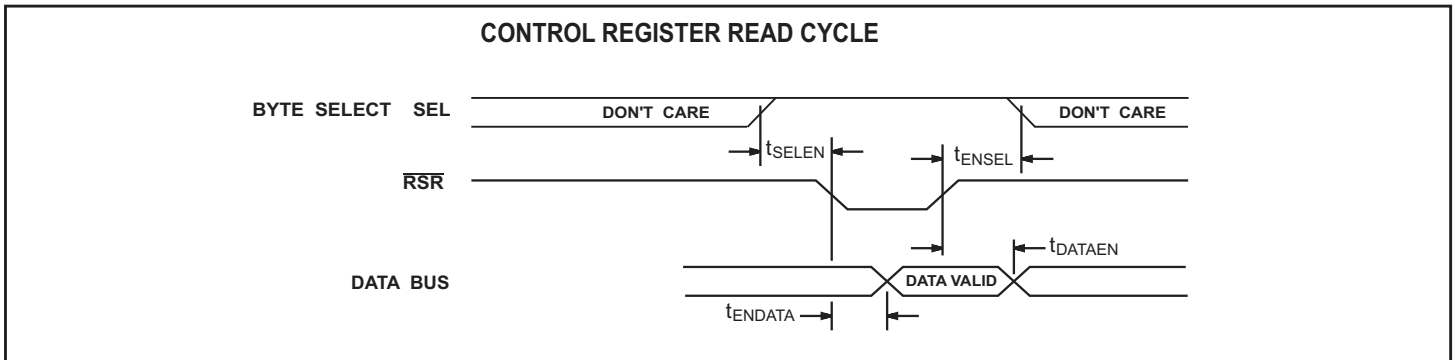 CONTROL REGISTER READ CYCLE
BYTE SELECT SEL
DON'T CARE
DON'T CARE
tSELEN
tENSEL
RSR
tDATAEN
DATA BUS
DATA VALID
tENDATA